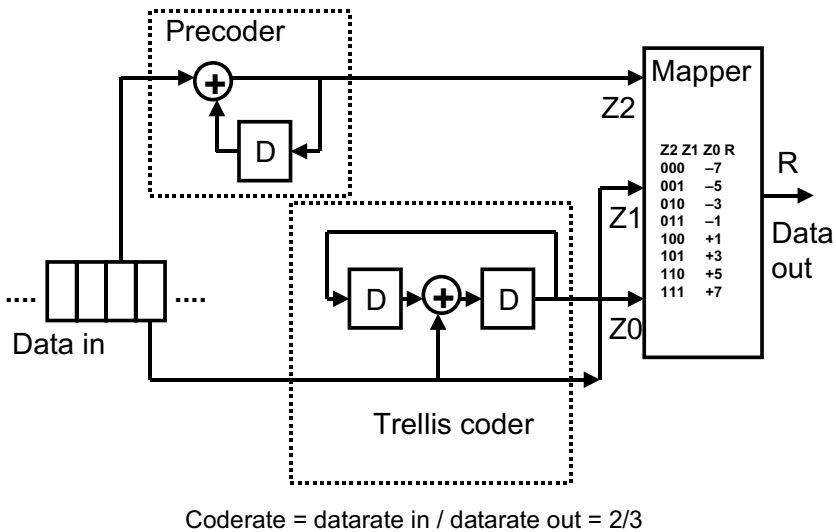 Precoder
+
D
Z2
Mapper
Z2 Z1 Z0 R
000 –7
001 –5
010 –3
011 –1
100 +1
101 +3
110 +5
111 +7
R
Data
out
Z1
....
....
Data in
D
+
D
Z0
Trellis coder
Coderate = datarate in / datarate out = 2/3